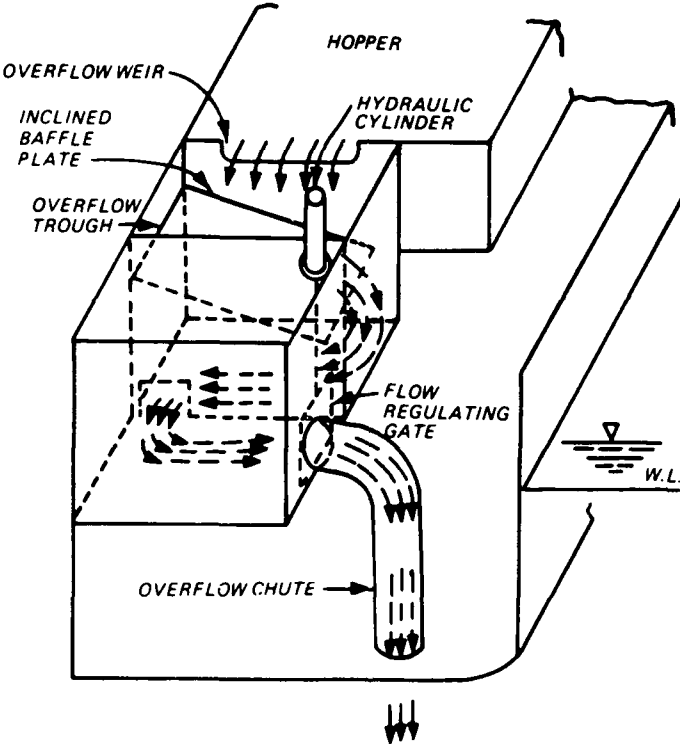 HOPPER
OVERFLOW WEIR
HYDRAULIC
CYLINDER
INCLINED
BAFFLE
PLATE
OVERFLOW
TROUGH
FLOW
REGULATING
GATE
W.L.
OVERFLOW CHUTE